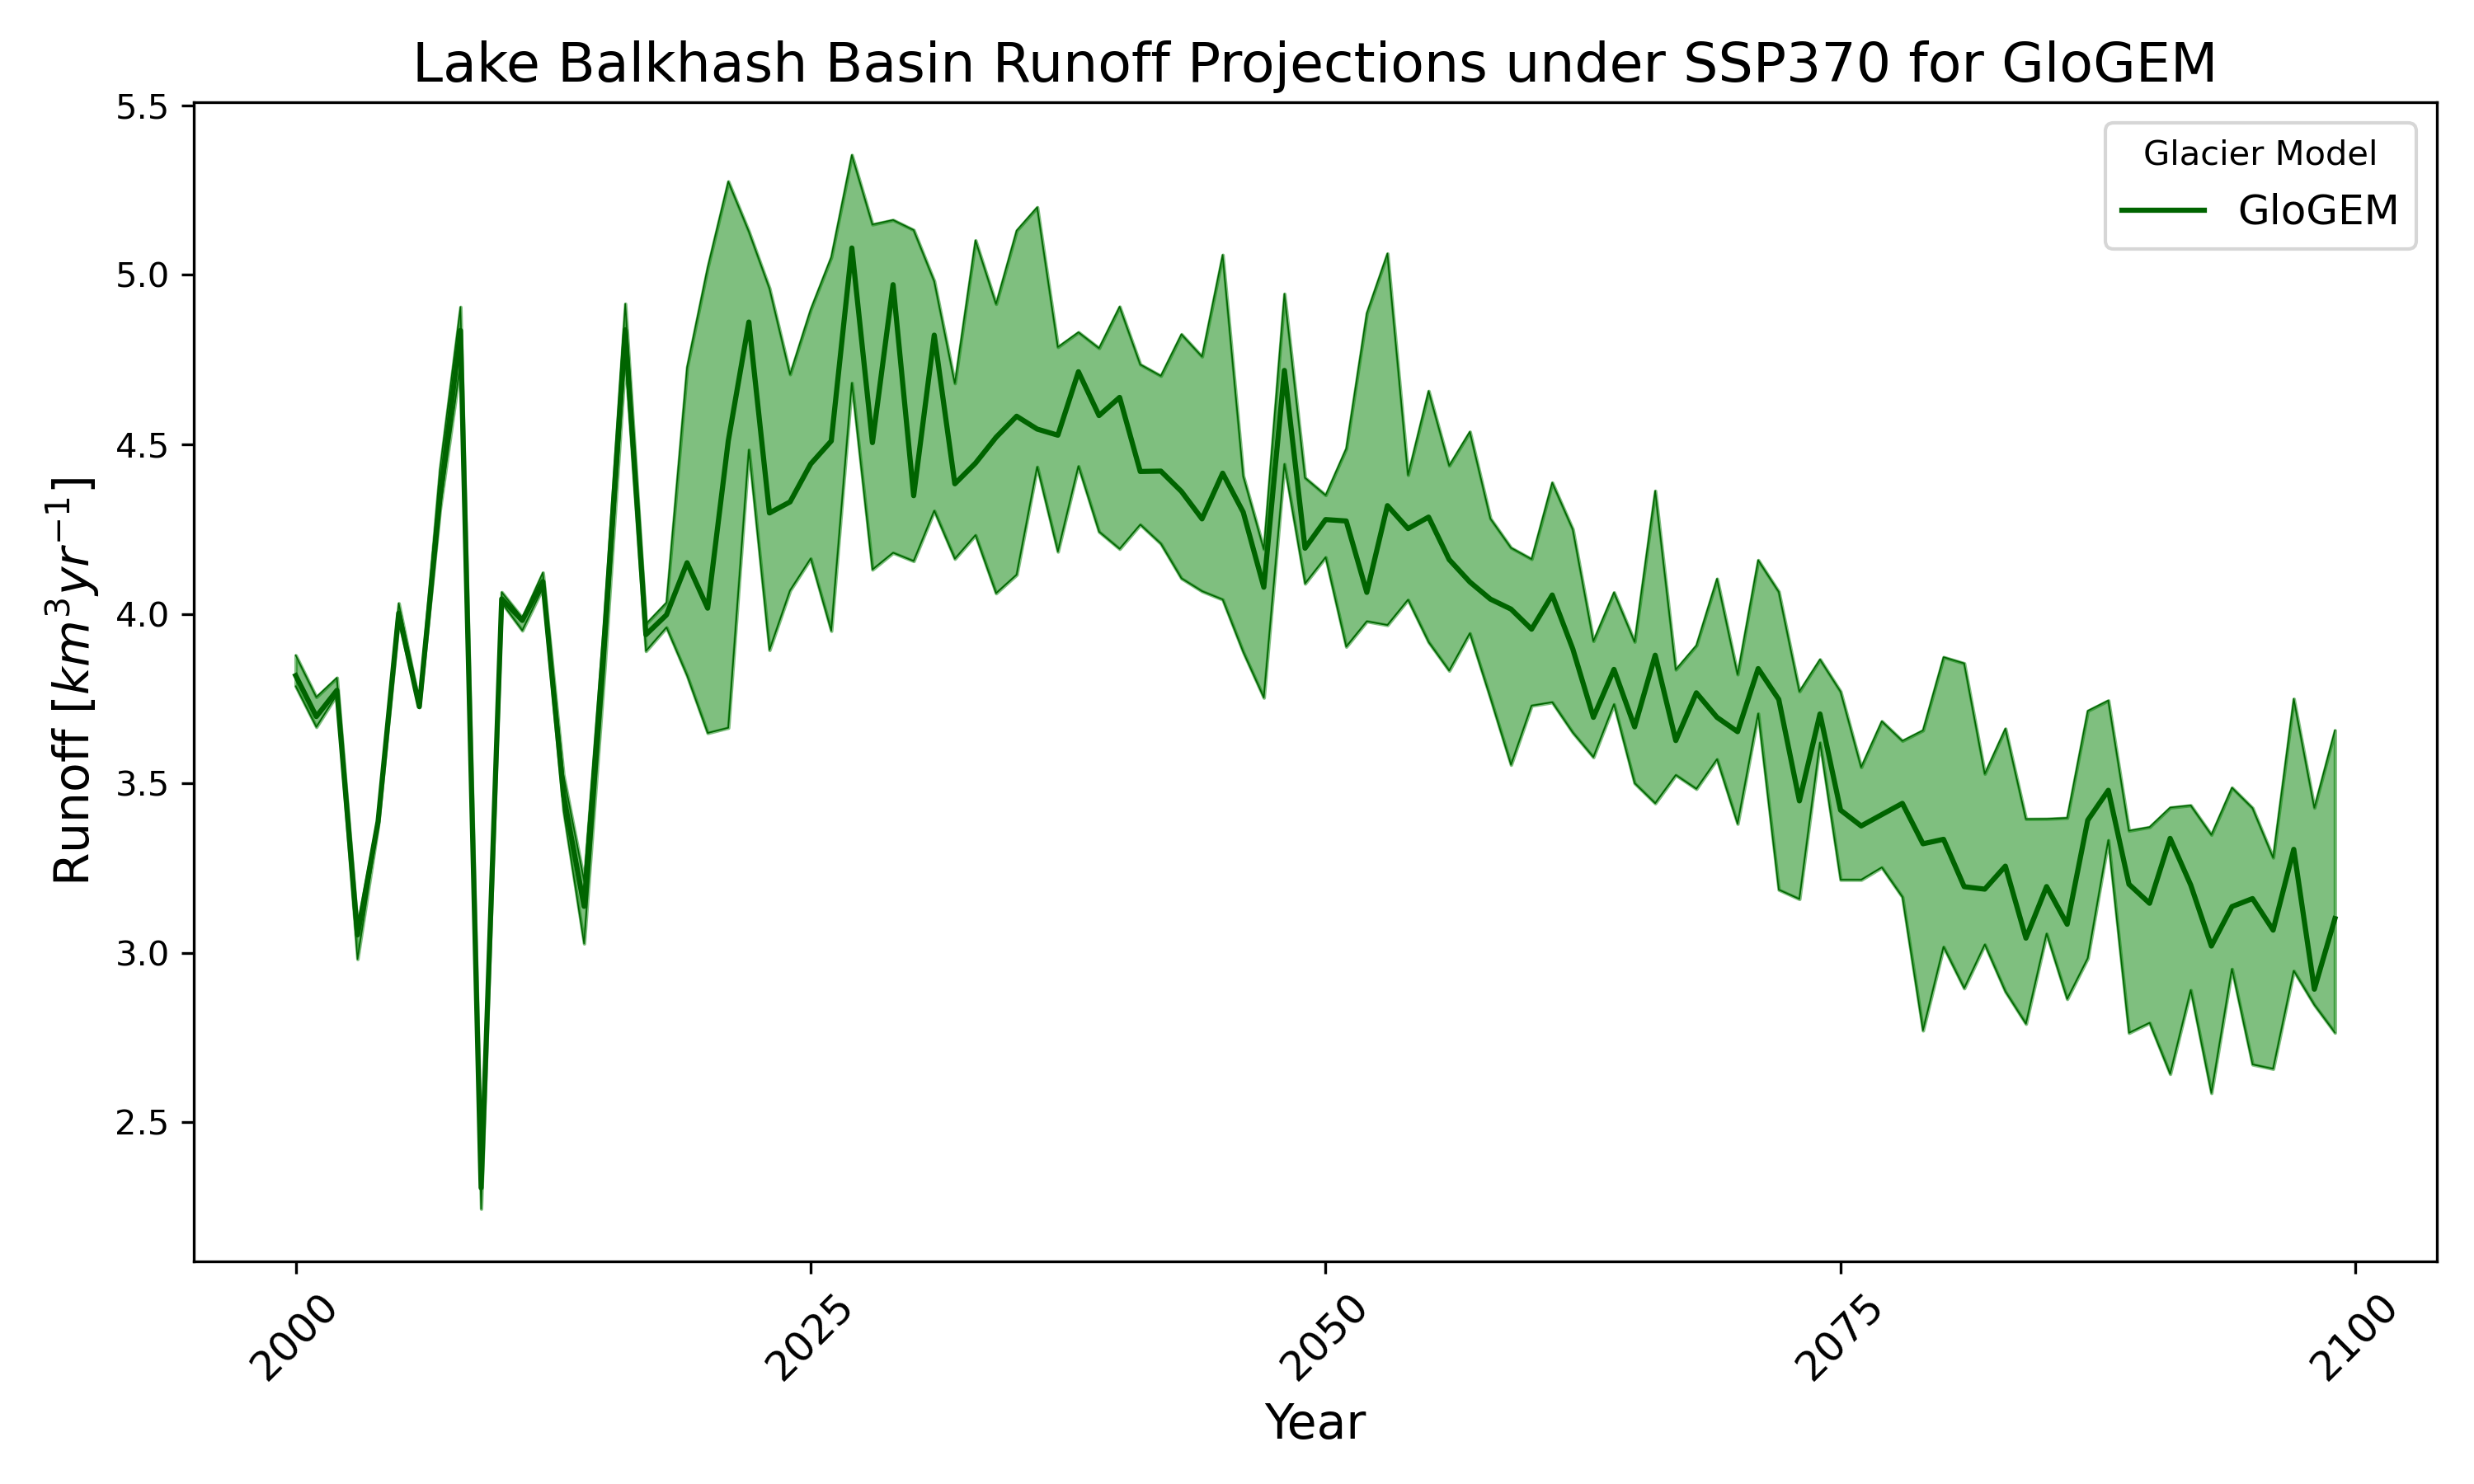 Lake Balkhash Basin Runoff Projections under SSP370 for GloGEM
5.5
5.0
4.5
4.0
3.5
3.0
2.5
Runoff [km³yr⁻¹]
Glacier Model
GloGEM
2000
2025
2050
2075
2100
Year